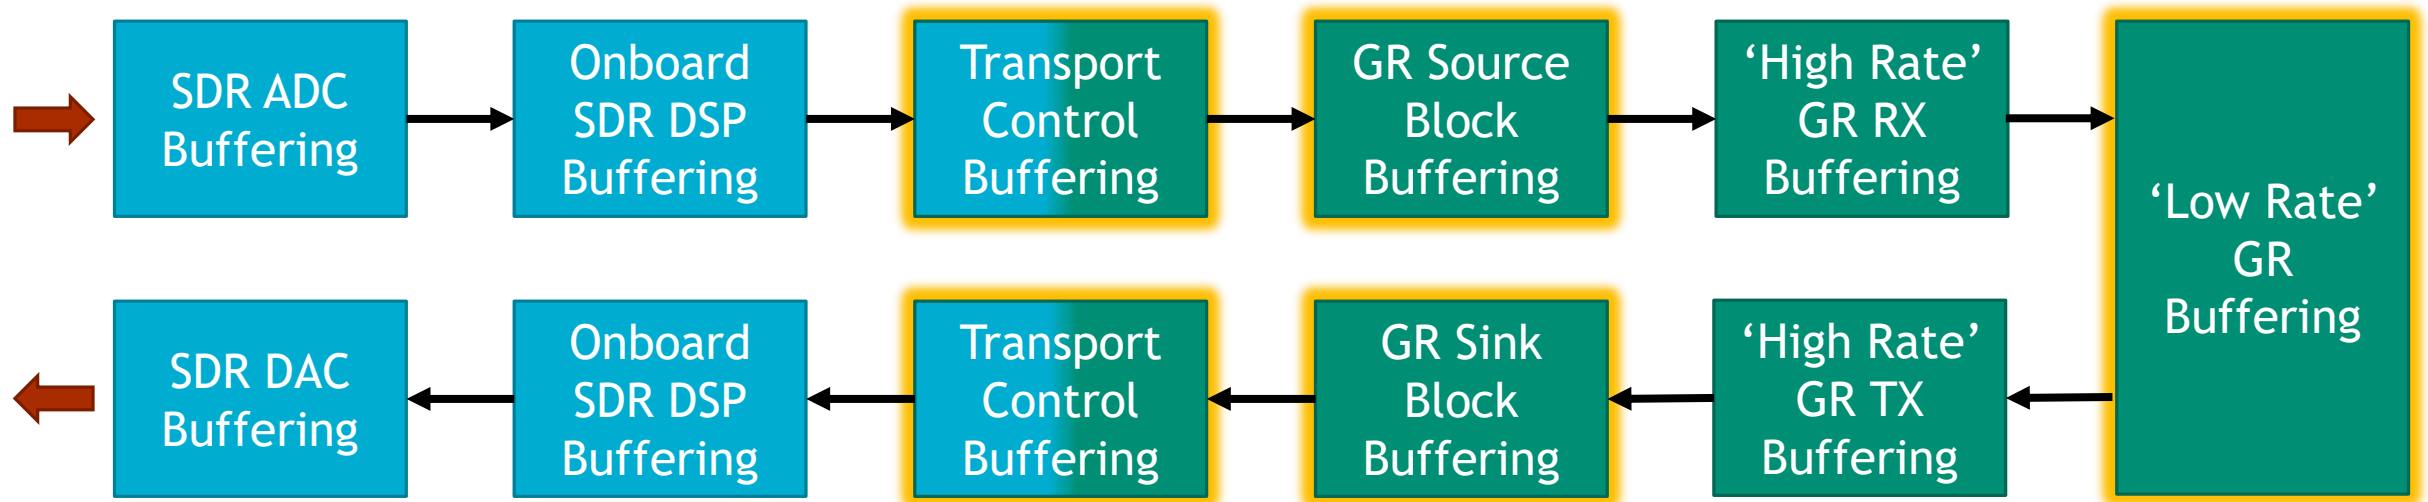 SDR ADC
Buffering
Onboard
SDR DSP
Buffering
Transport
Control
Buffering
GR Source
Block
Buffering
‘High Rate’
GR RX
Buffering
‘Low Rate’
GR
Buffering
SDR DAC
Buffering
Onboard
SDR DSP
Buffering
Transport
Control
Buffering
GR Sink
Block
Buffering
‘High Rate’
GR TX
Buffering